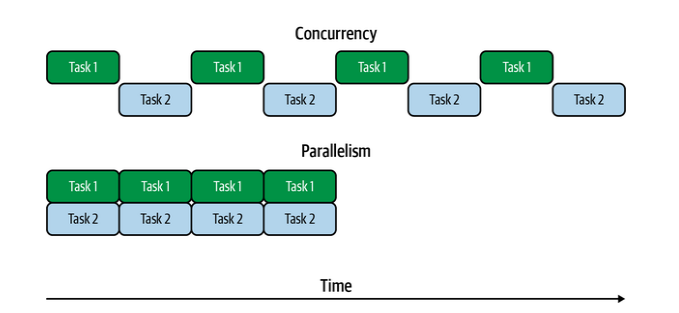 Concurrency
Task 1 Task 1 Task 1 Task 1
Task 2 Task 2 Task 2 Task 2
Parallelism
Task 1 Task 1 Task 1 Task 1
Task 2 Task 2 Task 2 Task 2
Time